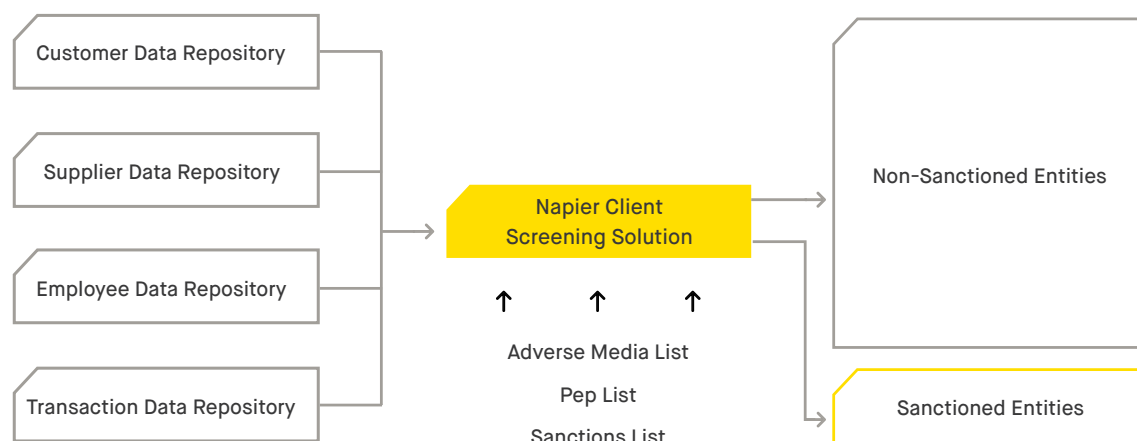 Customer Data Repository
Supplier Data Repository
Employee Data Repository
Transaction Data Repository
Napier Client
Screening Solution
Adverse Media List
Pep List
Sanctions List
Non-Sanctioned Entities
Sanctioned Entities